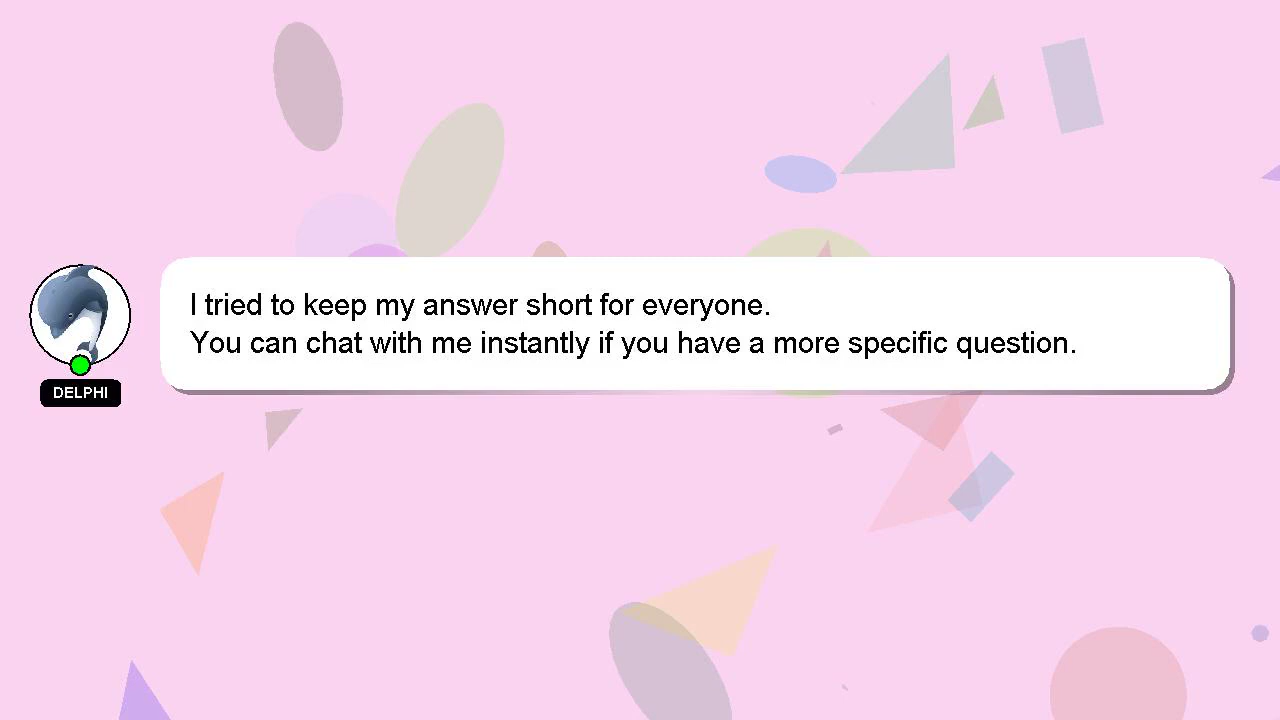 I tried to keep my answer short for everyone.
You can chat with me instantly if you have a more specific question.
DELPHI